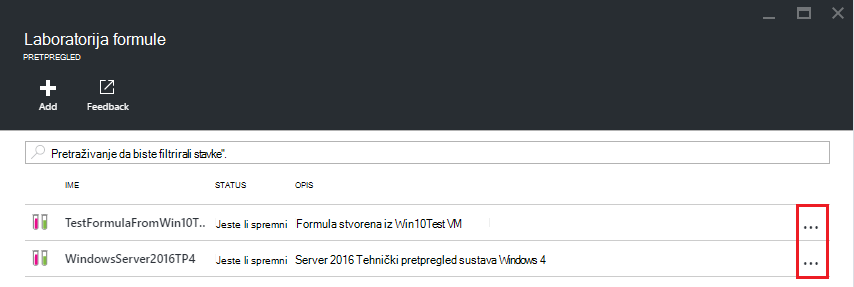 Laboratorija formule
PRETPREGLED
Add Feedback
Pretraživanje da biste filtrirali stavke".
IME STATUS OPIS
TestFormulaFromWin10T.. Jeste li spremni Formula stvorena iz Win10Test VM ...
WindowsServer2016TP4 Jeste li spremni Server 2016 Tehnički pretpregled sustava Windows 4 ...